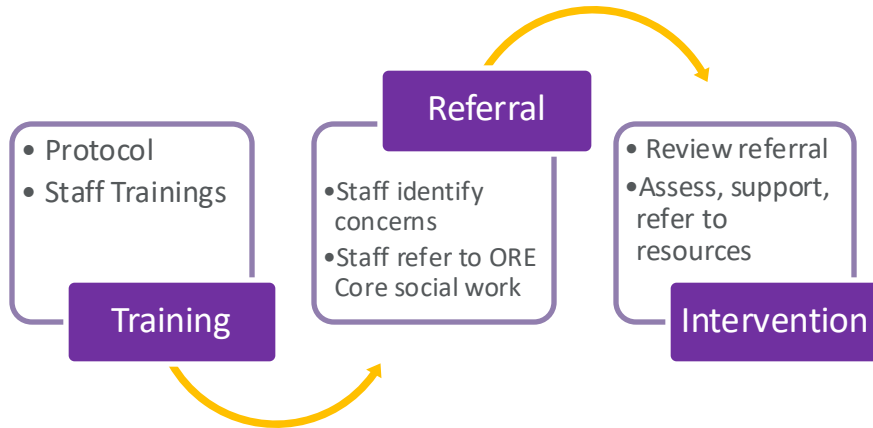 • Protocol
• Staff Trainings
Training
Referral
•Staff identify
concerns
•Staff refer to ORE
Core social work
• Review referral
•Assess, support,
refer to
resources
Intervention